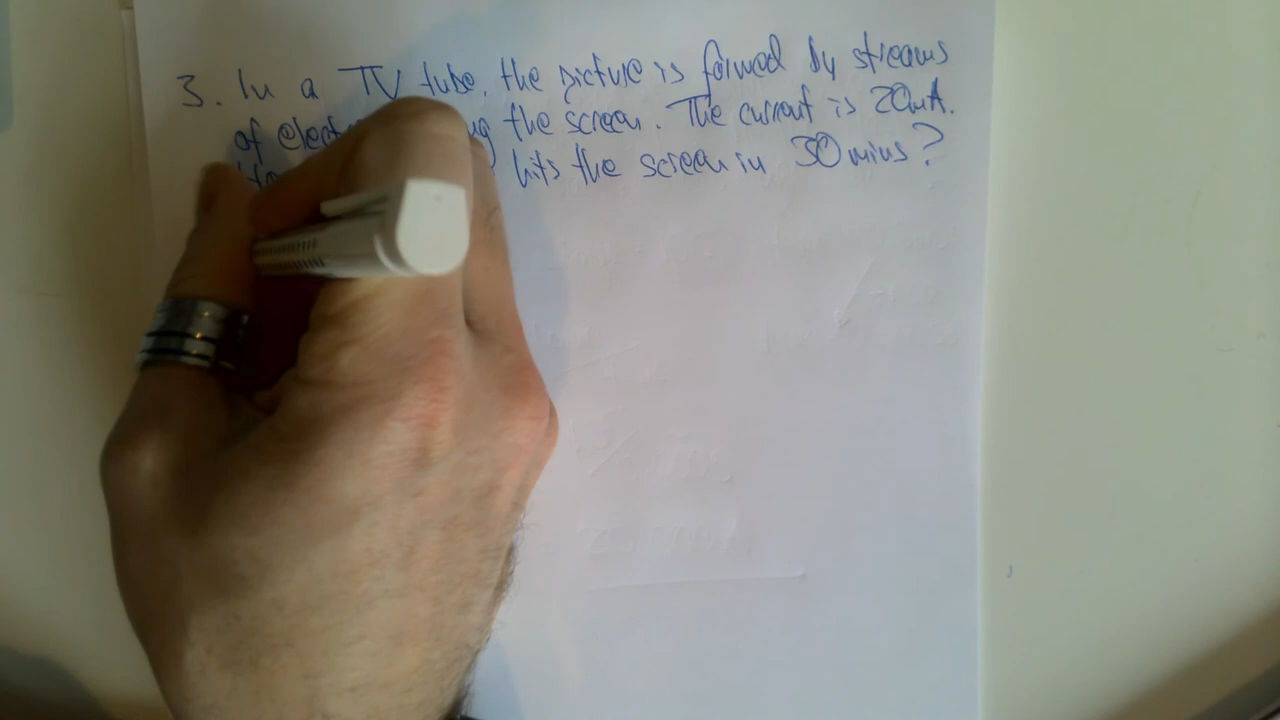 3. In a TV tube, the picture is formed by streams
of the screen. The current is 20mA.
hits the screen in 30 mins?